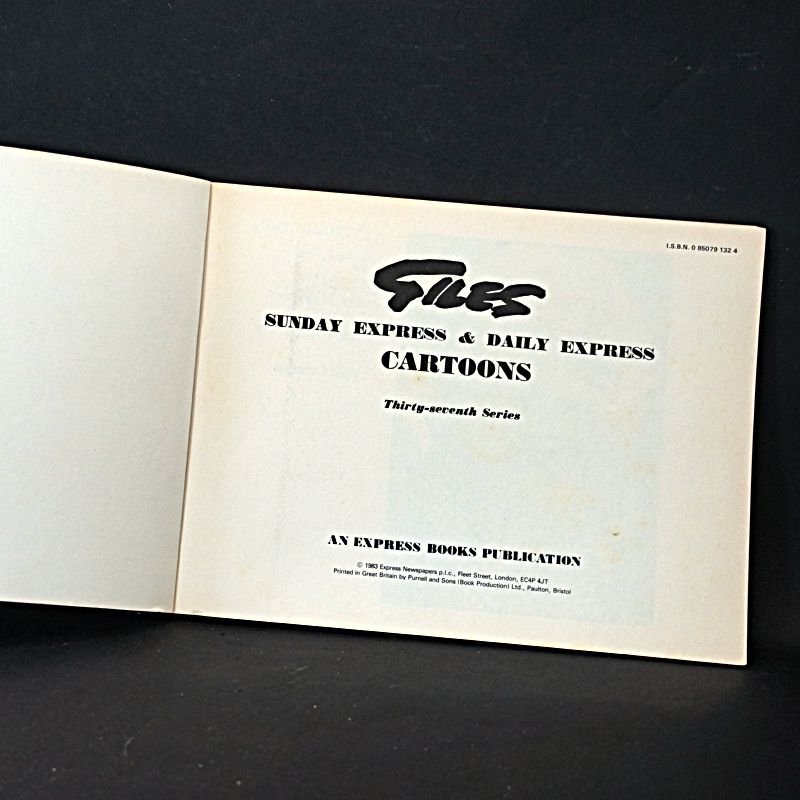 I.S.B.N. 0 85079 132 4
GILES
SUNDAY EXPRESS & DAILY EXPRESS
CARTOONS
Thirty-seventh Series
AN EXPRESS BOOKS PUBLICATION
© 1983 Express Newspapers p.l.c., Fleet Street, London, EC4P 4JT
Printed in Great Britain by Purnell and Sons (Book Production) Ltd., Paulton, Bristol